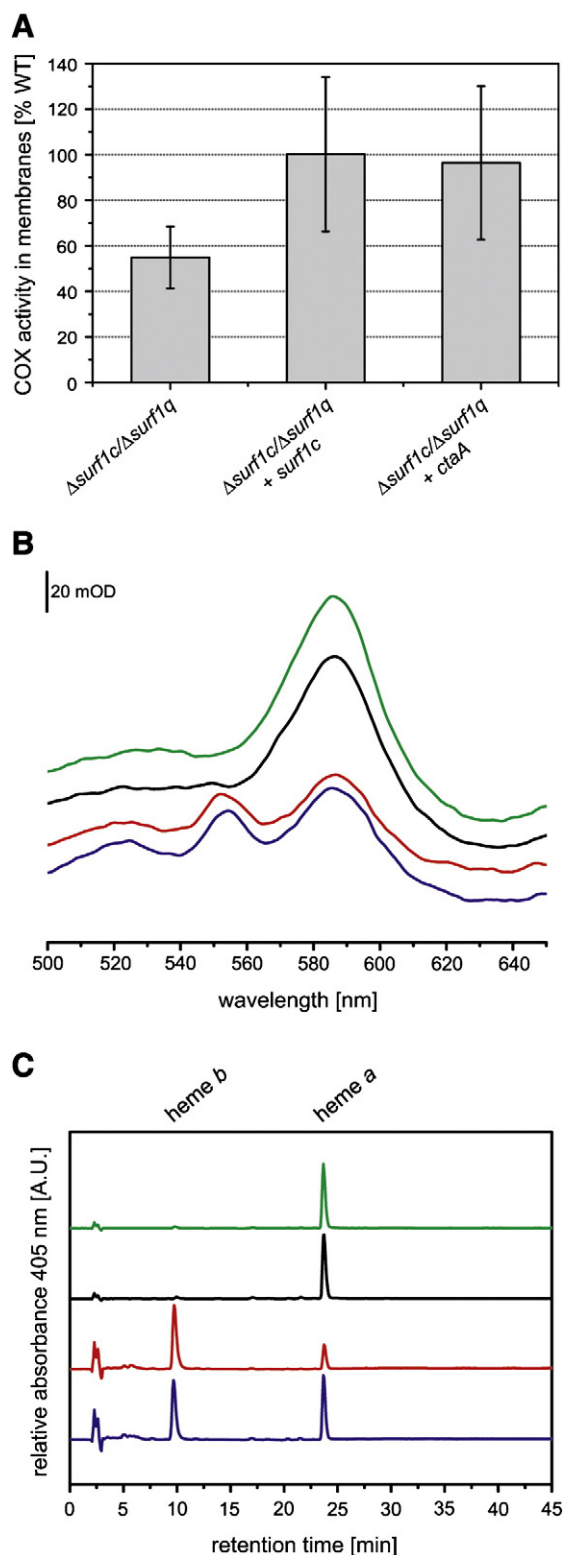 A
COX activity in membranes [% WT]
140
120
100
80
60
40
20
0
Δsurf1c/Δsurf1q
Δsurf1c/Δsurf1q
+ surf1c
Δsurf1c/Δsurf1q
+ ctaA
B
20 mOD
500 520 540 560 580 600 620 640
wavelength [nm]
C
heme b
heme a
relative absorbance 405 nm [A.U.]
0 5 10 15 20 25 30 35 40 45
retention time [min]